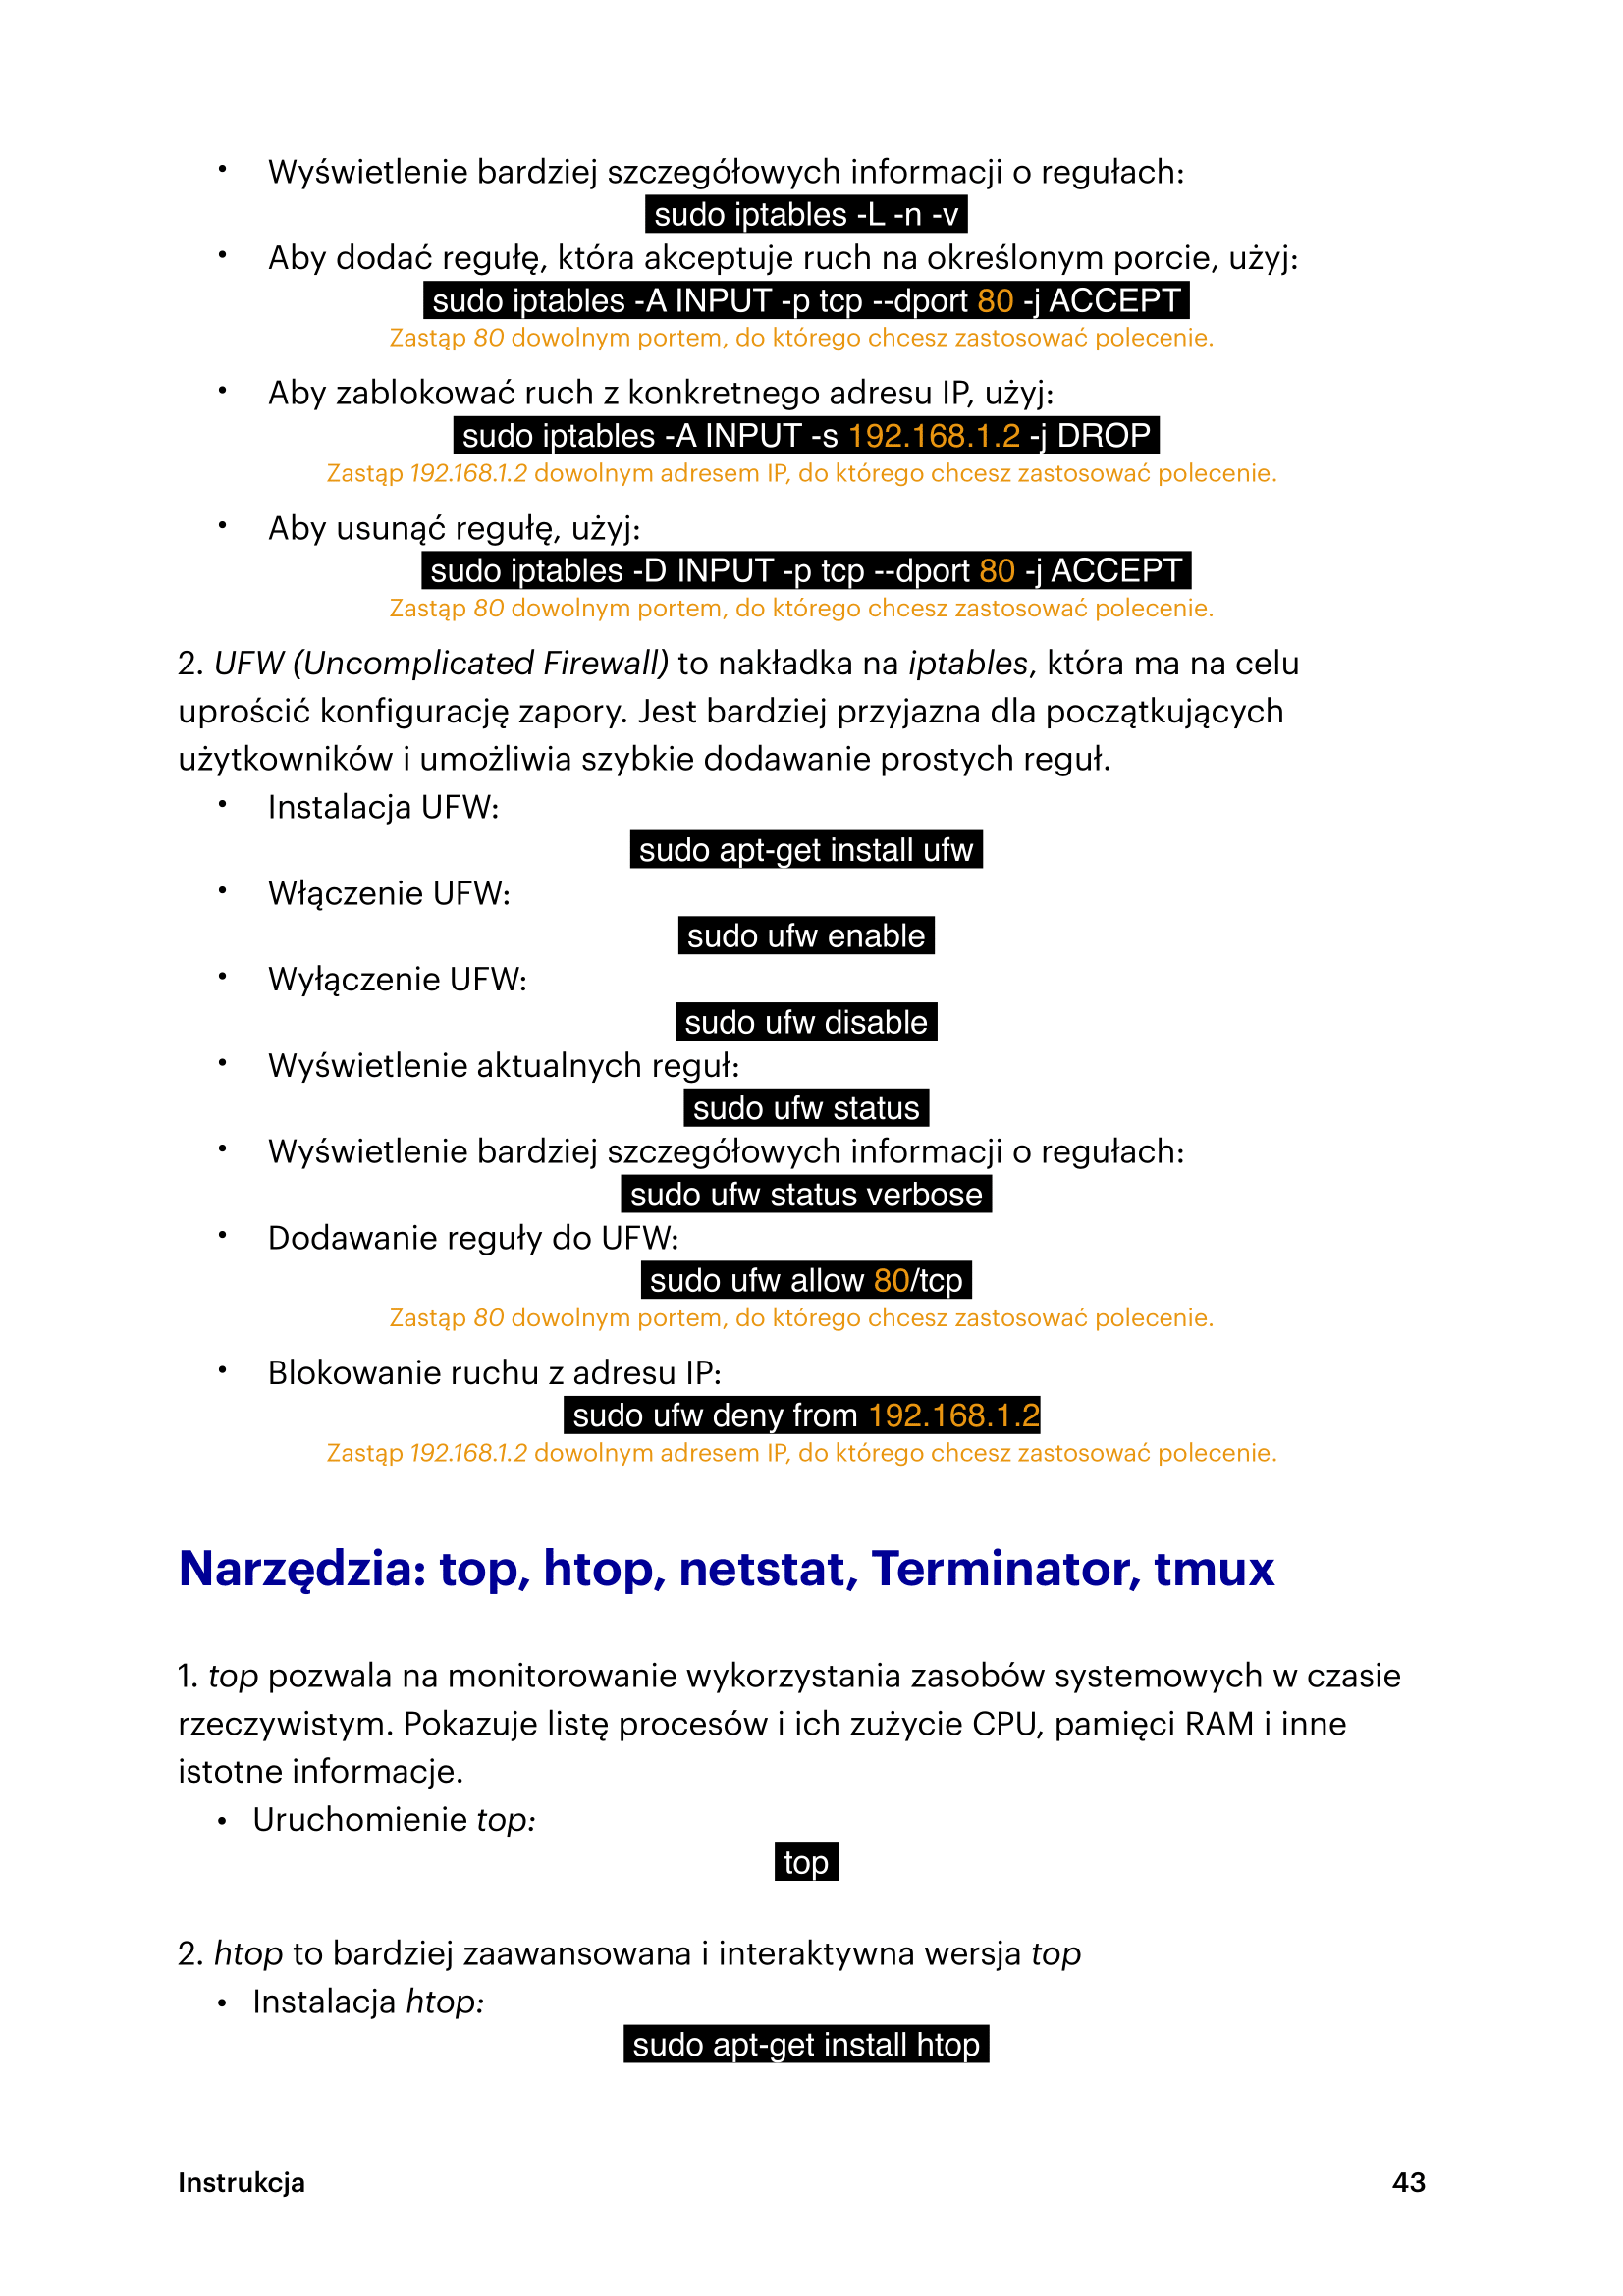 • Wyświetlenie bardziej szczegółowych informacji o regułach:
sudo iptables -L -n -v
• Aby dodać regułę, która akceptuje ruch na określonym porcie, użyj:
sudo iptables -A INPUT -p tcp --dport 80 -j ACCEPT
Zastąp 80 dowolnym portem, do którego chcesz zastosować polecenie.
• Aby zablokować ruch z konkretnego adresu IP, użyj:
sudo iptables -A INPUT -s 192.168.1.2 -j DROP
Zastąp 192.168.1.2 dowolnym adresem IP, do którego chcesz zastosować polecenie.
• Aby usunąć regułę, użyj:
sudo iptables -D INPUT -p tcp --dport 80 -j ACCEPT
Zastąp 80 dowolnym portem, do którego chcesz zastosować polecenie.
2. UFW (Uncomplicated Firewall) to nakładka na iptables, która ma na celu
uprościć konfigurację zapory. Jest bardziej przyjazna dla początkujących
użytkowników i umożliwia szybkie dodawanie prostych reguł.
• Instalacja UFW:
sudo apt-get install ufw
• Włączenie UFW:
sudo ufw enable
• Wyłączenie UFW:
sudo ufw disable
• Wyświetlenie aktualnych reguł:
sudo ufw status
• Wyświetlenie bardziej szczegółowych informacji o regułach:
sudo ufw status verbose
• Dodawanie reguły do UFW:
sudo ufw allow 80/tcp
Zastąp 80 dowolnym portem, do którego chcesz zastosować polecenie.
• Blokowanie ruchu z adresu IP:
sudo ufw deny from 192.168.1.2
Zastąp 192.168.1.2 dowolnym adresem IP, do którego chcesz zastosować polecenie.
Narzędzia: top, htop, netstat, Terminator, tmux
1. top pozwala na monitorowanie wykorzystania zasobów systemowych w czasie
rzeczywistym. Pokazuje listę procesów i ich zużycie CPU, pamięci RAM i inne
istotne informacje.
• Uruchomienie top:
top
2. htop to bardziej zaawansowana i interaktywna wersja top
• Instalacja htop:
sudo apt-get install htop
Instrukcja 43